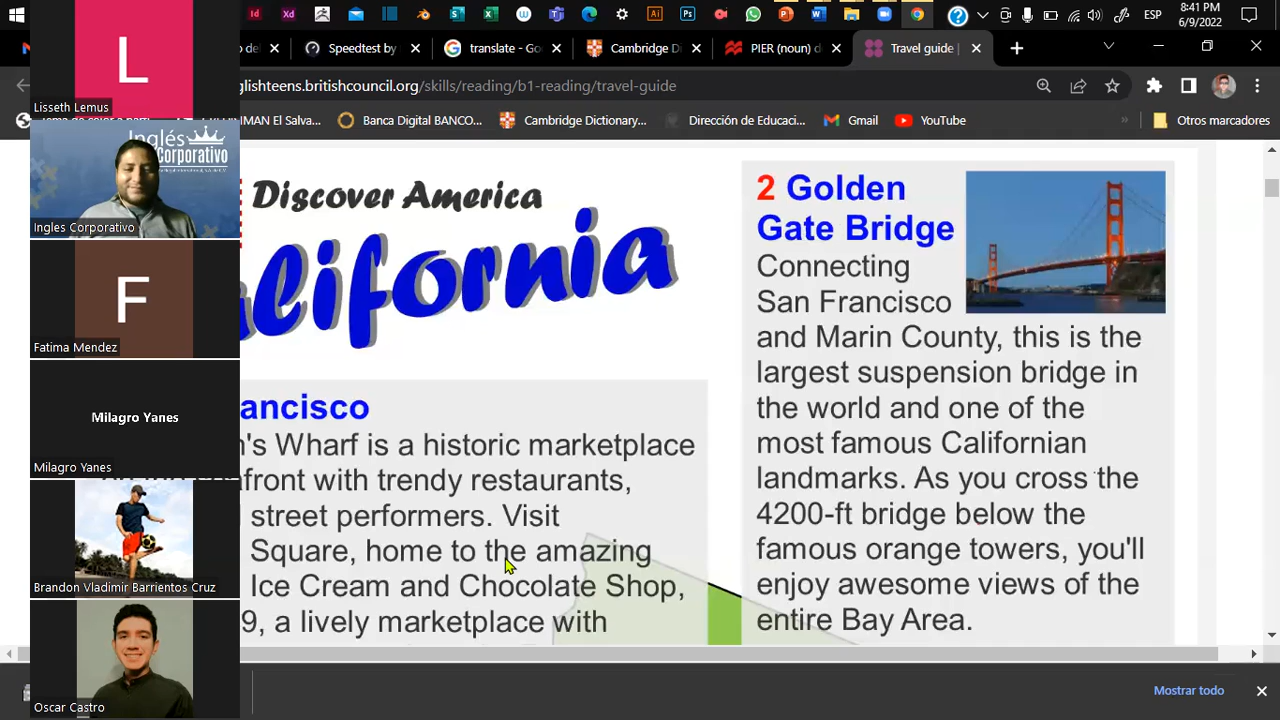 8:41 PM
ESP
6/9/2022
Speedtest by
translate - Go
Cambridge D
PIER (noun) d
Travel guide |
glishteens.britishcouncil.org/skills/reading/b1-reading/travel-guide
IMAN El Salva...
Banca Digital BANCO...
Cambridge Dictionary...
Dirección de Educaci...
Gmail
YouTube
Otros marcadores
L
Lisseth Lemus
Inglés
Corporativo
Ingles Corporativo
F
Fatima Mendez
Milagro Yanes
Milagro Yanes
Brandon Vladimir Barrientos Cruz
Oscar Castro
Discover America
alifornia
ancisco
n's Wharf is a historic marketplace
front with trendy restaurants,
street performers. Visit
Square, home to the amazing
Ice Cream and Chocolate Shop,
9, a lively marketplace with
2 Golden
Gate Bridge
Connecting
San Francisco
and Marin County, this is the
largest suspension bridge in
the world and one of the
most famous Californian
landmarks. As you cross the
4200-ft bridge below the
famous orange towers, you'll
enjoy awesome views of the
entire Bay Area.
Mostrar todo